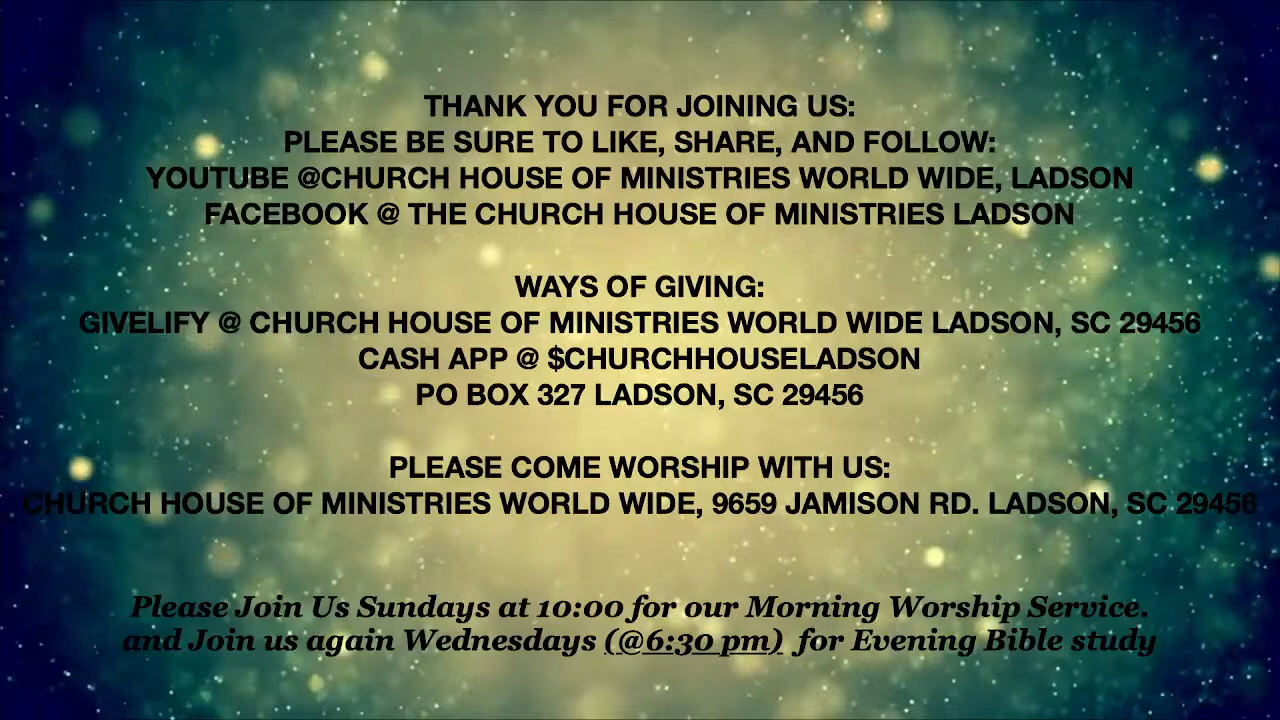 THANK YOU FOR JOINING US:
PLEASE BE SURE TO LIKE, SHARE, AND FOLLOW:
YOUTUBE @CHURCH HOUSE OF MINISTRIES WORLD WIDE, LADSON
FACEBOOK @ THE CHURCH HOUSE OF MINISTRIES LADSON
WAYS OF GIVING:
GIVELIFY @ CHURCH HOUSE OF MINISTRIES WORLD WIDE LADSON, SC 29456
CASH APP @ $CHURCHHOUSELADSON
PO BOX 327 LADSON, SC 29456
PLEASE COME WORSHIP WITH US:
CHURCH HOUSE OF MINISTRIES WORLD WIDE, 9659 JAMISON RD. LADSON, SC 29456
Please Join Us Sundays at 10:00 for our Morning Worship Service.
and Join us again Wednesdays (@6:30 pm) for Evening Bible study